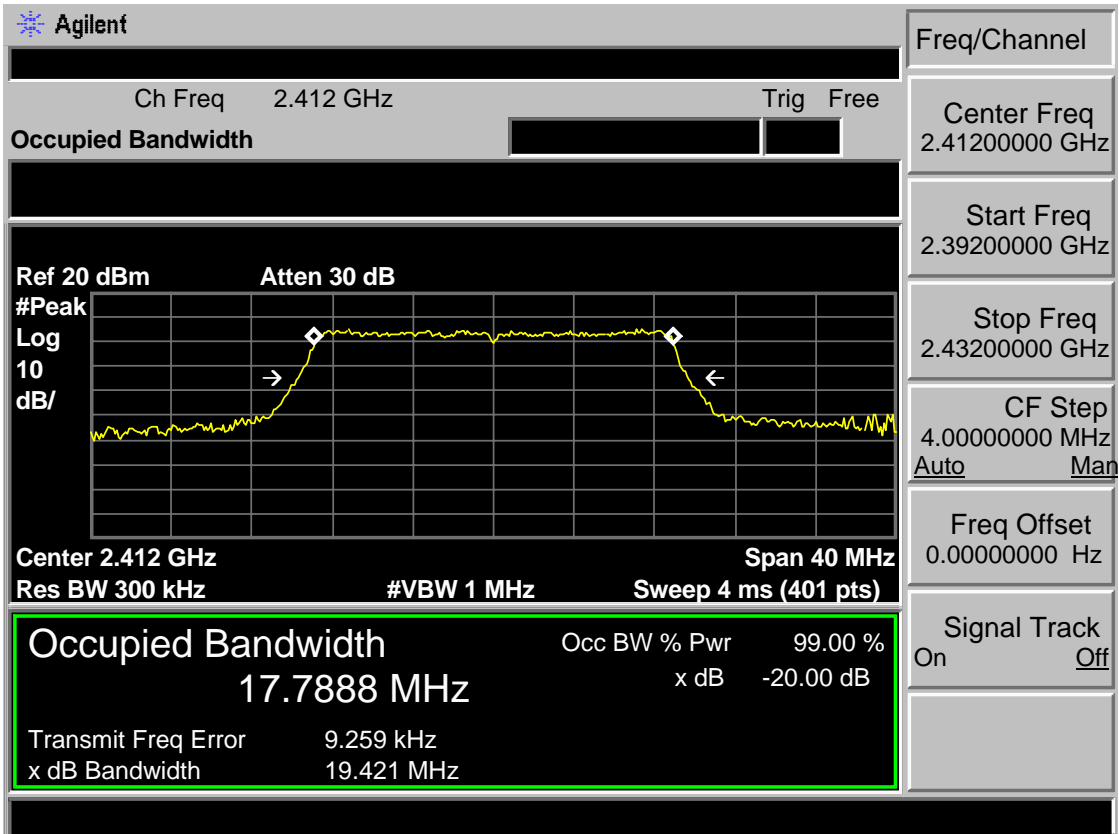 Agilent
Freq/Channel
Ch Freq 2.412 GHz Trig Free
Occupied Bandwidth
Center Freq
2.41200000 GHz
Start Freq
2.39200000 GHz
Stop Freq
2.43200000 GHz
CF Step
4.00000000 MHz
Auto Man
Freq Offset
0.00000000 Hz
Signal Track
On Off
Ref 20 dBm Atten 30 dB
#Peak
Log
10
dB/
Center 2.412 GHz Span 40 MHz
Res BW 300 kHz #VBW 1 MHz Sweep 4 ms (401 pts)
Occupied Bandwidth
17.7888 MHz
Occ BW % Pwr 99.00 %
x dB -20.00 dB
Transmit Freq Error 9.259 kHz
x dB Bandwidth 19.421 MHz